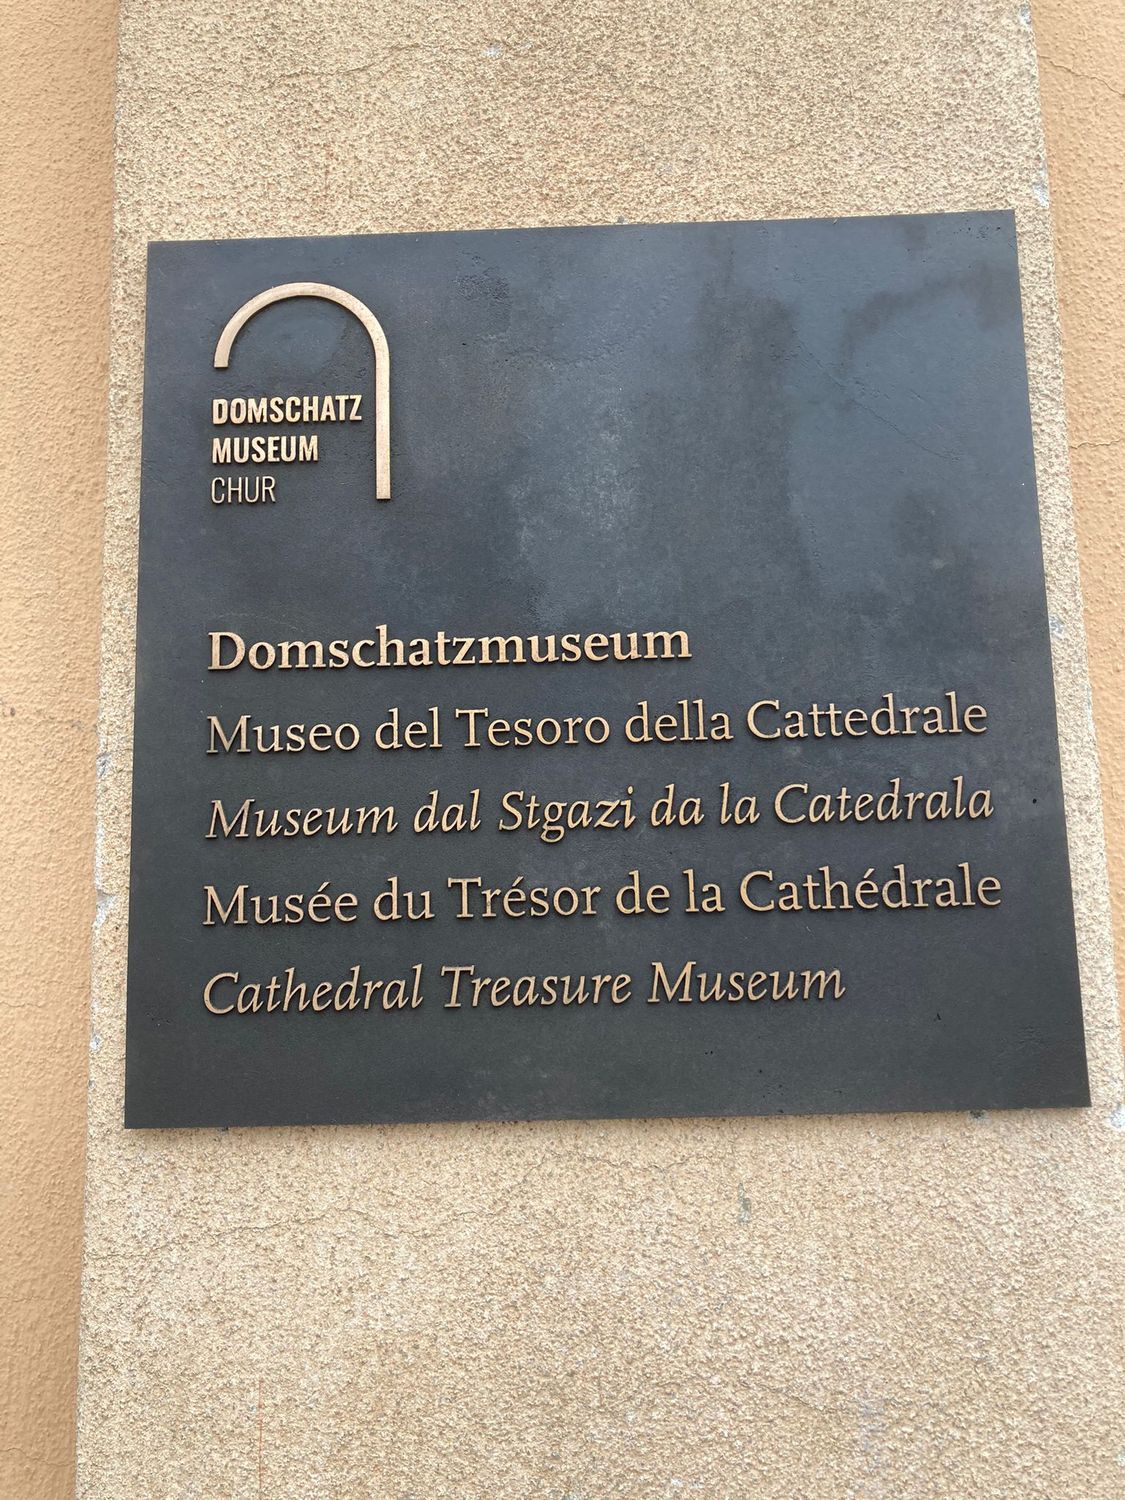 DOMSCHATZ
MUSEUM
CHUR
Domschatzmuseum
Museo del Tesoro della Cattedrale
Museum dal Stgazi da la Catedrala
Musée du Trésor de la Cathédrale
Cathedral Treasure Museum